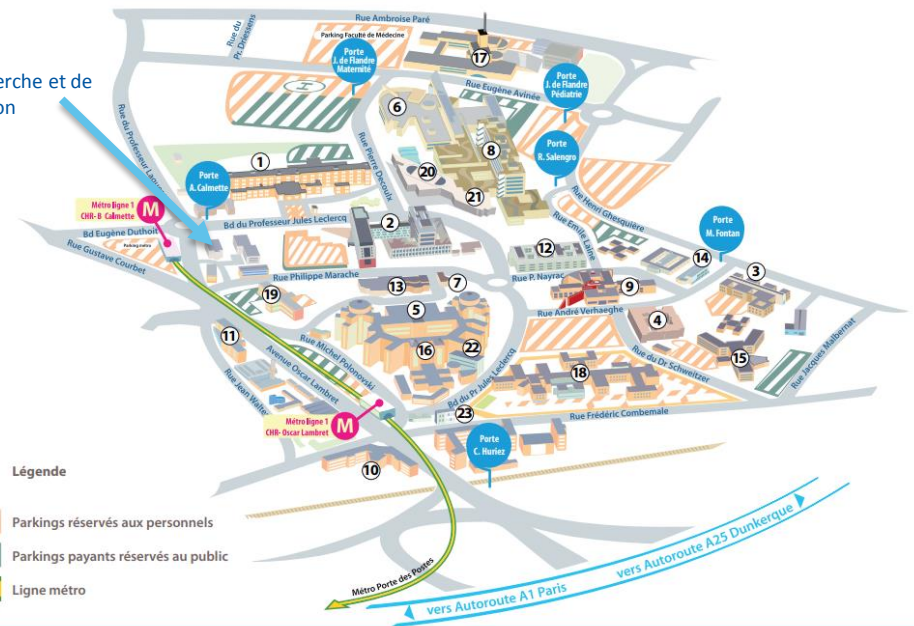 Rue Ambroise Paré
Rue du
Pr. Driessens
Parking Faculté de Médecine
17
Porte
J. de Flandre
Maternité
Porte
J. de Flandre
Pédiatrie
Rue Eugène Avinée
erche et de
on
6
8
Porte
R. Salengro
1
20
21
Rue Pierre Decoulx
Porte
A. Calmette
Métro ligne 1
CHR- B Calmette
M
Bd du Professeur Jules Leclercq
2
Rue Henri Ghesquière
Rue Emile Laine
Porte
M. Fontan
Bd Eugène Duthoit
Parking métro
Rue Gustave Courbet
12
14
3
Rue Philippe Marache
7
Rue P. Nayrac
9
13
19
5
Rue André Verhaeghe
4
11
Rue Michel Polonovski
16
22
15
Rue Jacques Malbernat
Avenue Oscar Lambret
Rue Jean Walter
Bd du Pr Jules Leclercq
18
Rue du Dr Schweitzer
23
Rue Frédéric Combemale
Métro ligne 1
CHR- Oscar Lambret
M
Porte
C. Huriez
10
Légende
Parkings réservés aux personnels
Parkings payants réservés au public
Ligne métro
Métro Porte des Postes
vers Autoroute A1 Paris
vers Autoroute A25 Dunkerque